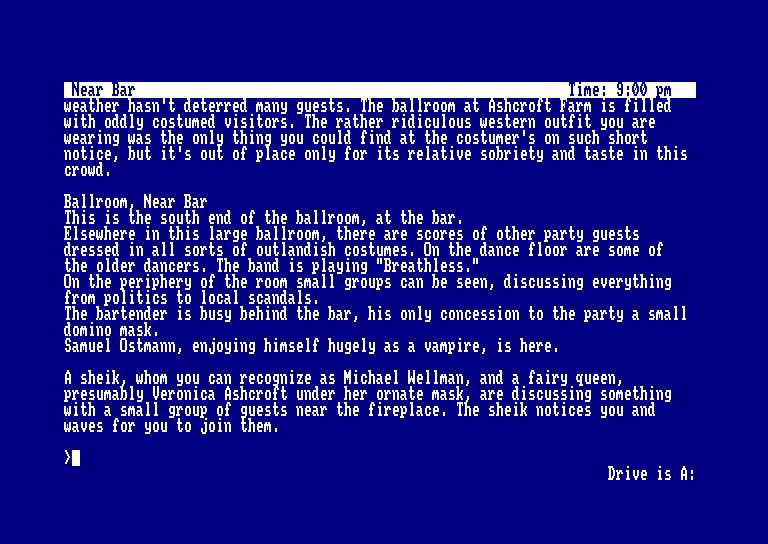 Near Bar Time: 9:00 pm
weather hasn't deterred many guests. The ballroom at Ashcroft Farm is filled
with oddly costumed visitors. The rather ridiculous western outfit you are
wearing was the only thing you could find at the costumer's on such short
notice, but it's out of place only for its relative sobriety and taste in this
crowd.

Ballroom, Near Bar
This is the south end of the ballroom, at the bar.
Elsewhere in this large ballroom, there are scores of other party guests
dressed in all sorts of outlandish costumes. On the dance floor are some of
the older dancers. The band is playing "Breathless."
On the periphery of the room small groups can be seen, discussing everything
from politics to local scandals.
The bartender is busy behind the bar, his only concession to the party a small
domino mask.
Samuel Ostmann, enjoying himself hugely as a vampire, is here.

A sheik, whom you can recognize as Michael Wellman, and a fairy queen,
presumably Veronica Ashcroft under her ornate mask, are discussing something
with a small group of guests near the fireplace. The sheik notices you and
waves for you to join them.

>
Drive is A: